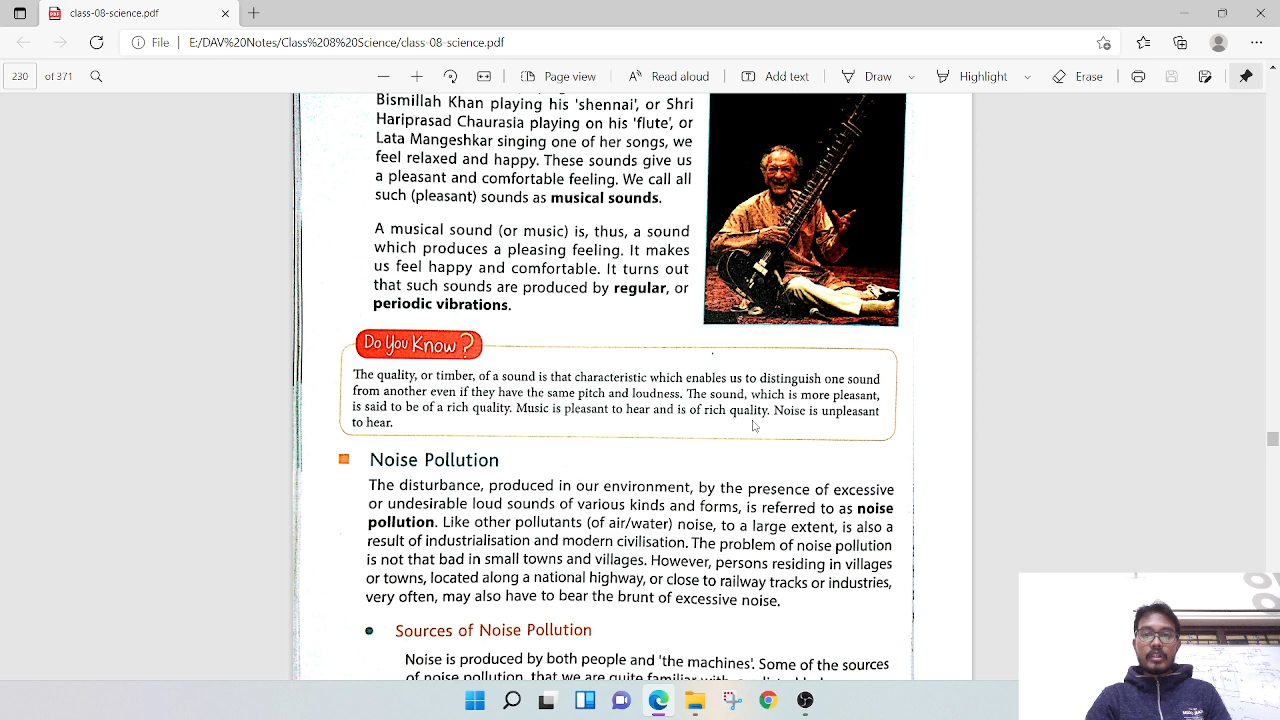 class-08-science.pdf
File | E:/DAV%20Notes/Class%208%20Science/class-08-science.pdf
230 of 371 Page view Read aloud Add text Draw Highlight Erase
Bismillah Khan playing his 'shennai', or Shri
Hariprasad Chaurasia playing on his 'flute', or
Lata Mangeshkar singing one of her songs, we
feel relaxed and happy. These sounds give us
a pleasant and comfortable feeling. We call all
such (pleasant) sounds as musical sounds.
A musical sound (or music) is, thus, a sound
which produces a pleasing feeling. It makes
us feel happy and comfortable. It turns out
that such sounds are produced by regular, or
periodic vibrations.
Do You Know?
The quality, or timber, of a sound is that characteristic which enables us to distinguish one sound
from another even if they have the same pitch and loudness. The sound, which is more pleasant,
is said to be of a rich quality. Music is pleasant to hear and is of rich quality. Noise is unpleasant
to hear.
Noise Pollution
The disturbance, produced in our environment, by the presence of excessive
or undesirable loud sounds of various kinds and forms, is referred to as noise
pollution. Like other pollutants (of air/water) noise, to a large extent, is also a
result of industrialisation and modern civilisation. The problem of noise pollution
is not that bad in small towns and villages. However, persons residing in villages
or towns, located along a national highway, or close to railway tracks or industries,
very often, may also have to bear the brunt of excessive noise.
Sources of Noise Pollution
Noise is produced by both people and 'the machines'. Some of the sources
of noise pollution that we are quite familiar